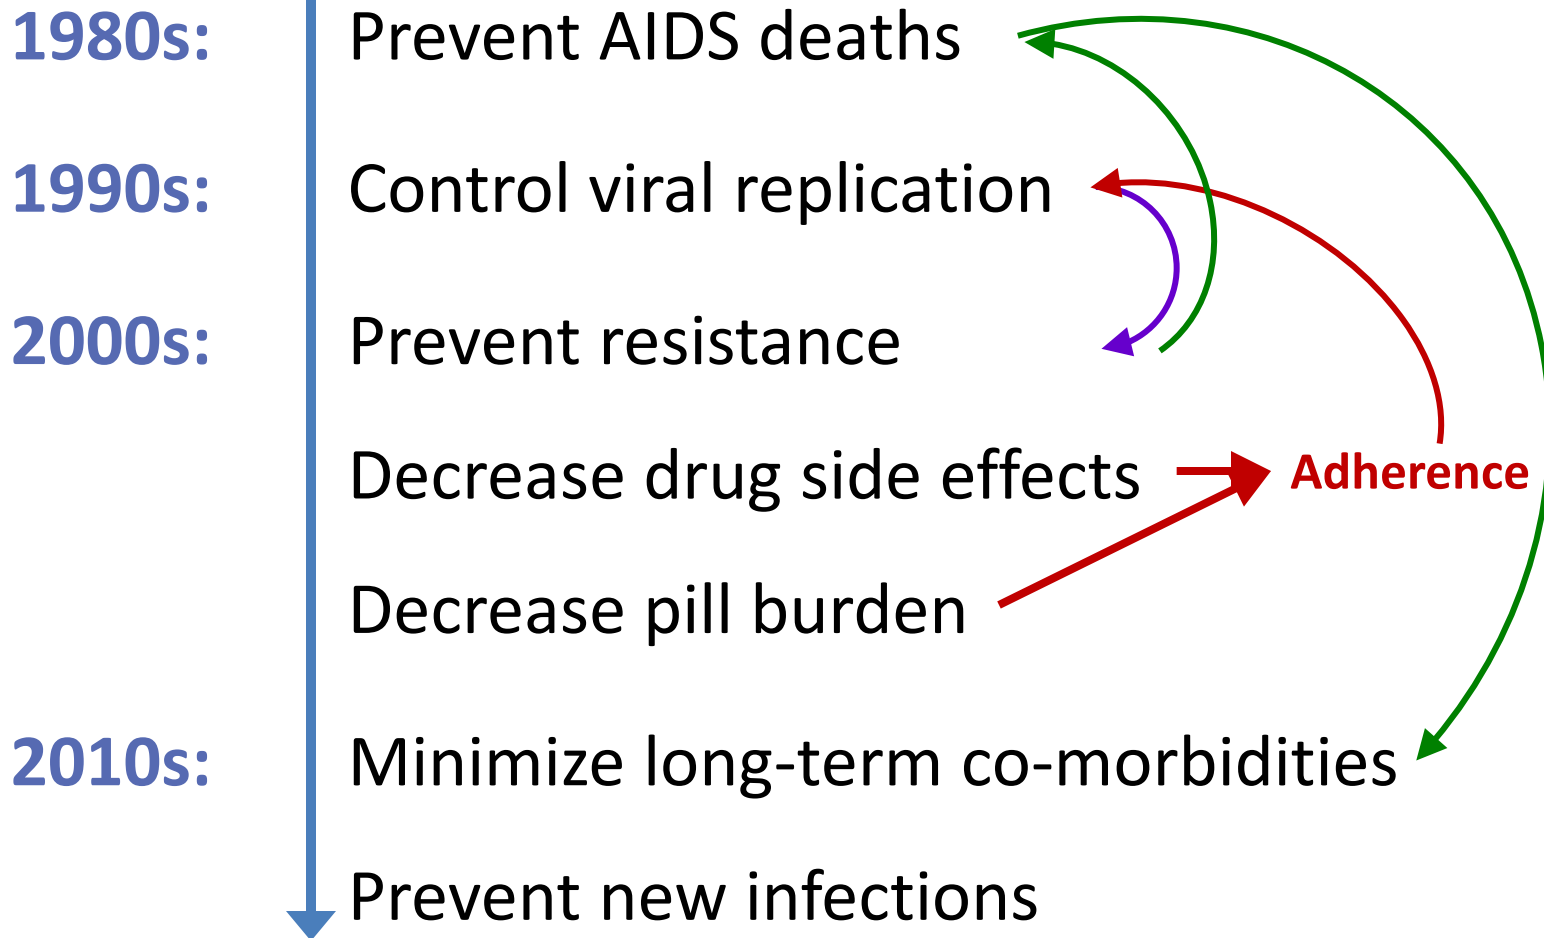 1980s: Prevent AIDS deaths
1990s: Control viral replication
2000s: Prevent resistance
Decrease drug side effects Adherence
Decrease pill burden
2010s: Minimize long-term co-morbidities
Prevent new infections